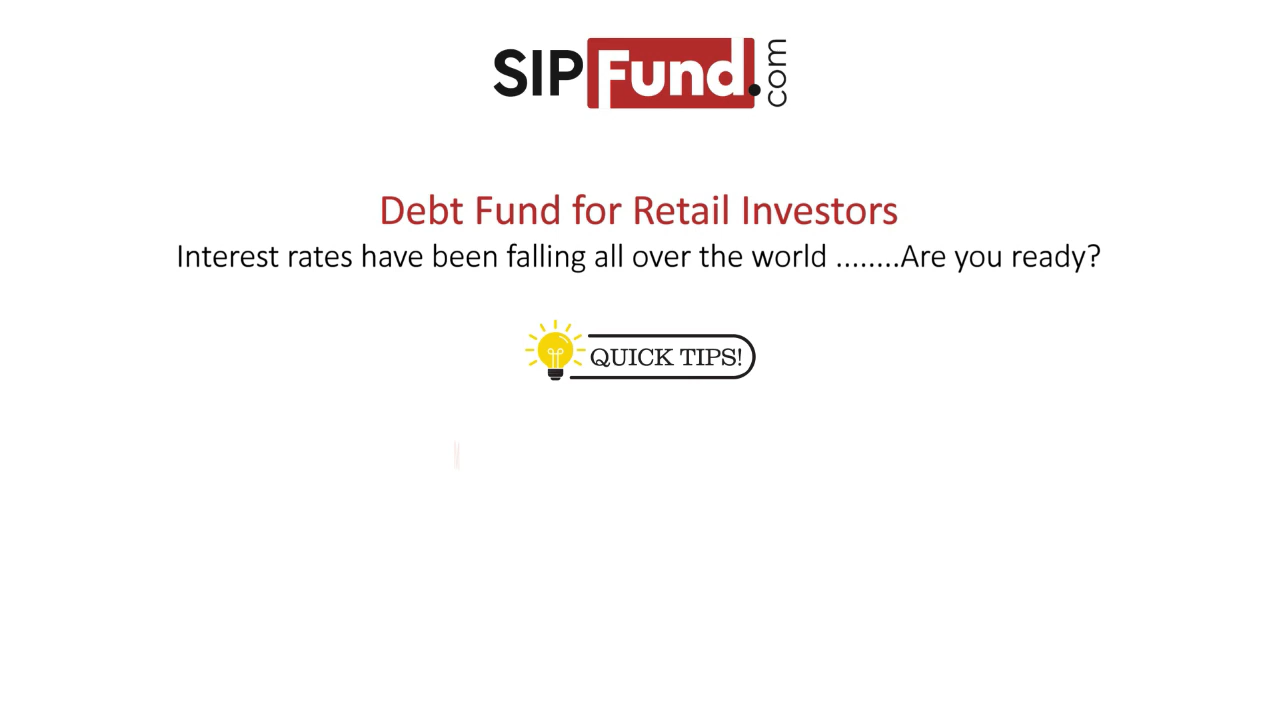 SIPFund.com
Debt Fund for Retail Investors
Interest rates have been falling all over the world ........Are you ready?
QUICK TIPS!